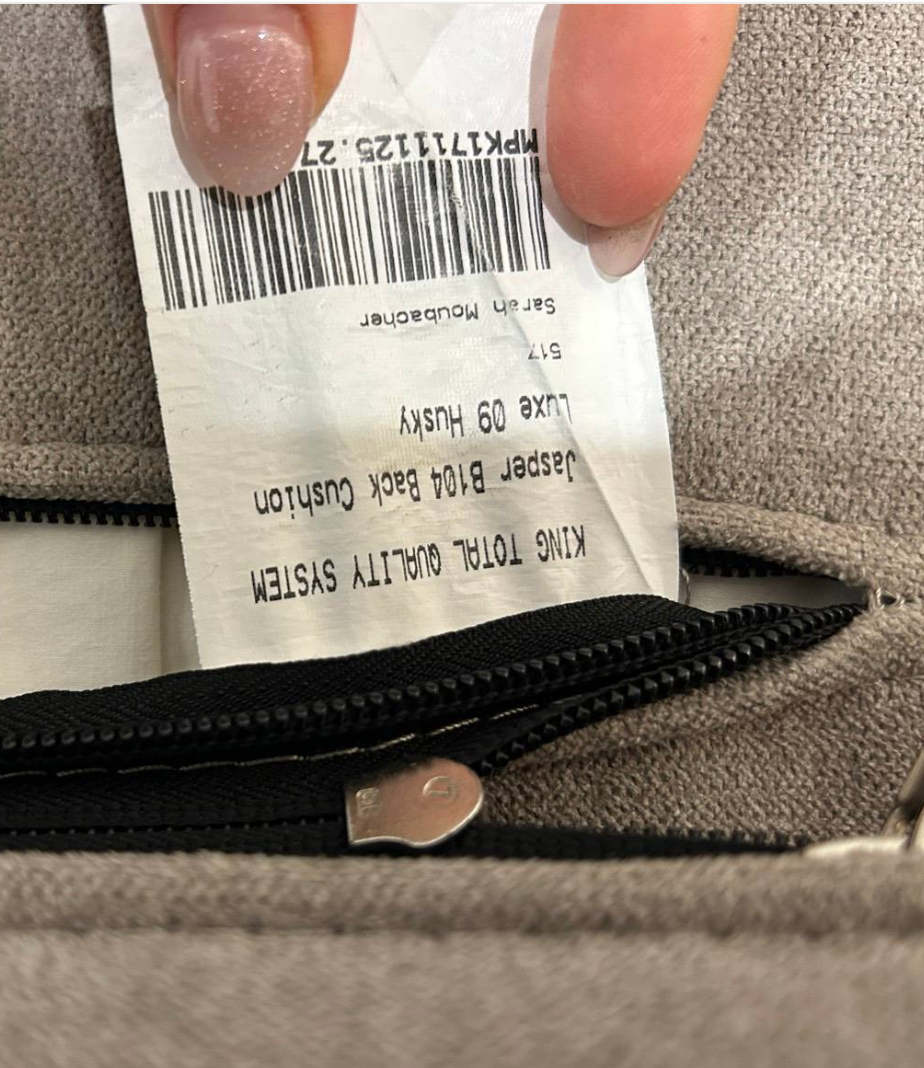 KING TOTAL QUALITY SYSTEM
Jasper B104 Back Cushion
Luxe 09 Husky
517
Sarah Moubacher
MPK1711125.27